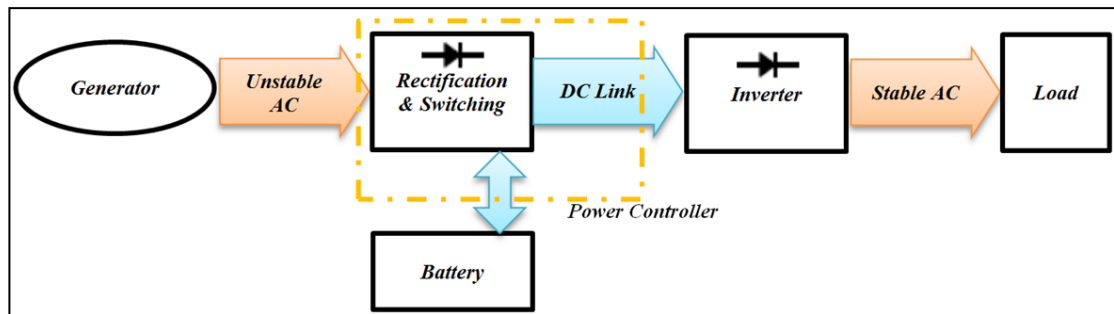 Generator
Unstable
AC
Rectification
& Switching
DC Link
Inverter
Stable AC
Load
Power Controller
Battery